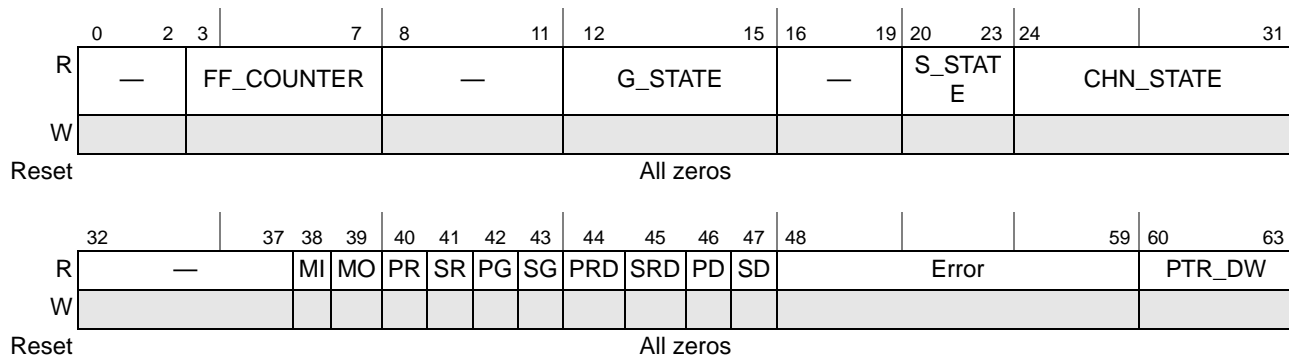 0 2 3 7 8 11 12 15 16 19 20 23 24 31
R — FF_COUNTER — G_STATE — S_STAT CHN_STATE
E
W
Reset All zeros
32 37 38 39 40 41 42 43 44 45 46 47 48 59 60 63
R — MI MO PR SR PG SG PRD SRD PD SD Error PTR_DW
W
Reset All zeros